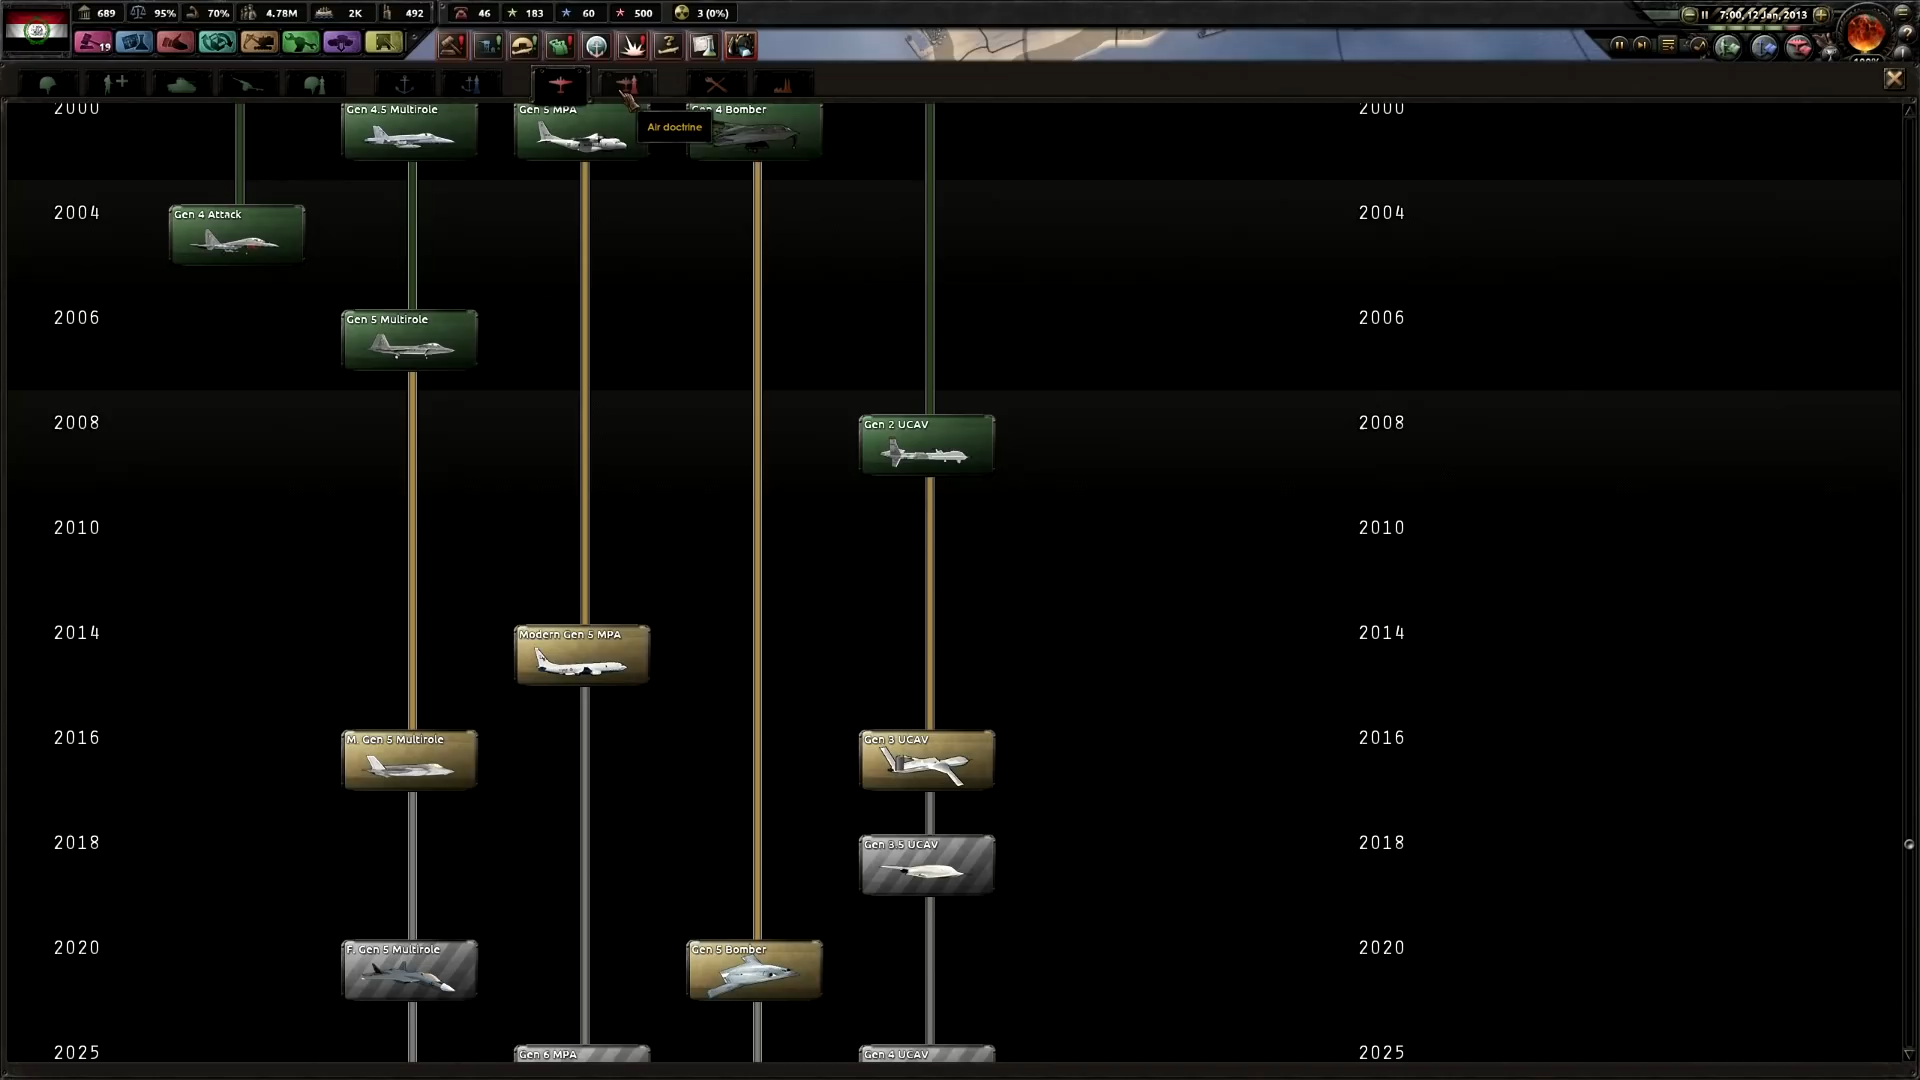 689 95% 70% 4.78M 2K 492 46 183 60 500 3 (0%) 7:00, 12 Jan, 2013
19
2000 Gen 4.5 Multirole Gen 5 MPA Gen 4 Bomber 2000
Air doctrine
2004 Gen 4 Attack 2004
2006 Gen 5 Multirole 2006
2008 Gen 2 UCAV 2008
2010 2010
2014 Modern Gen 5 MPA 2014
2016 M. Gen 5 Multirole Gen 3 UCAV 2016
2018 Gen 3.5 UCAV 2018
2020 F. Gen 5 Multirole Gen 5 Bomber 2020
2025 Gen 6 MPA Gen 4 UCAV 2025